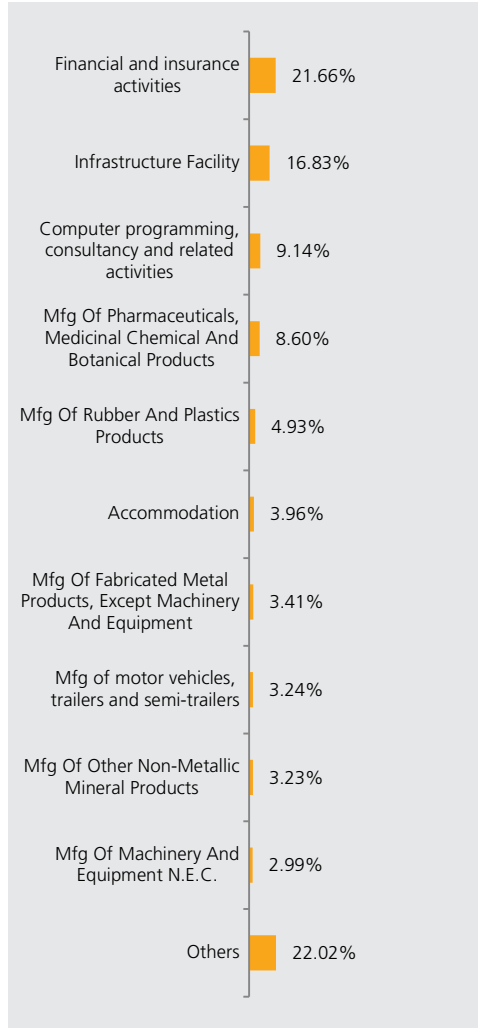 Financial and insurance
activities
21.66%
Infrastructure Facility
16.83%
Computer programming,
consultancy and related
activities
9.14%
Mfg Of Pharmaceuticals,
Medicinal Chemical And
Botanical Products
8.60%
Mfg Of Rubber And Plastics
Products
4.93%
Accommodation
3.96%
Mfg Of Fabricated Metal
Products, Except Machinery
And Equipment
3.41%
Mfg of motor vehicles,
trailers and semi-trailers
3.24%
Mfg Of Other Non-Metallic
Mineral Products
3.23%
Mfg Of Machinery And
Equipment N.E.C.
2.99%
Others
22.02%